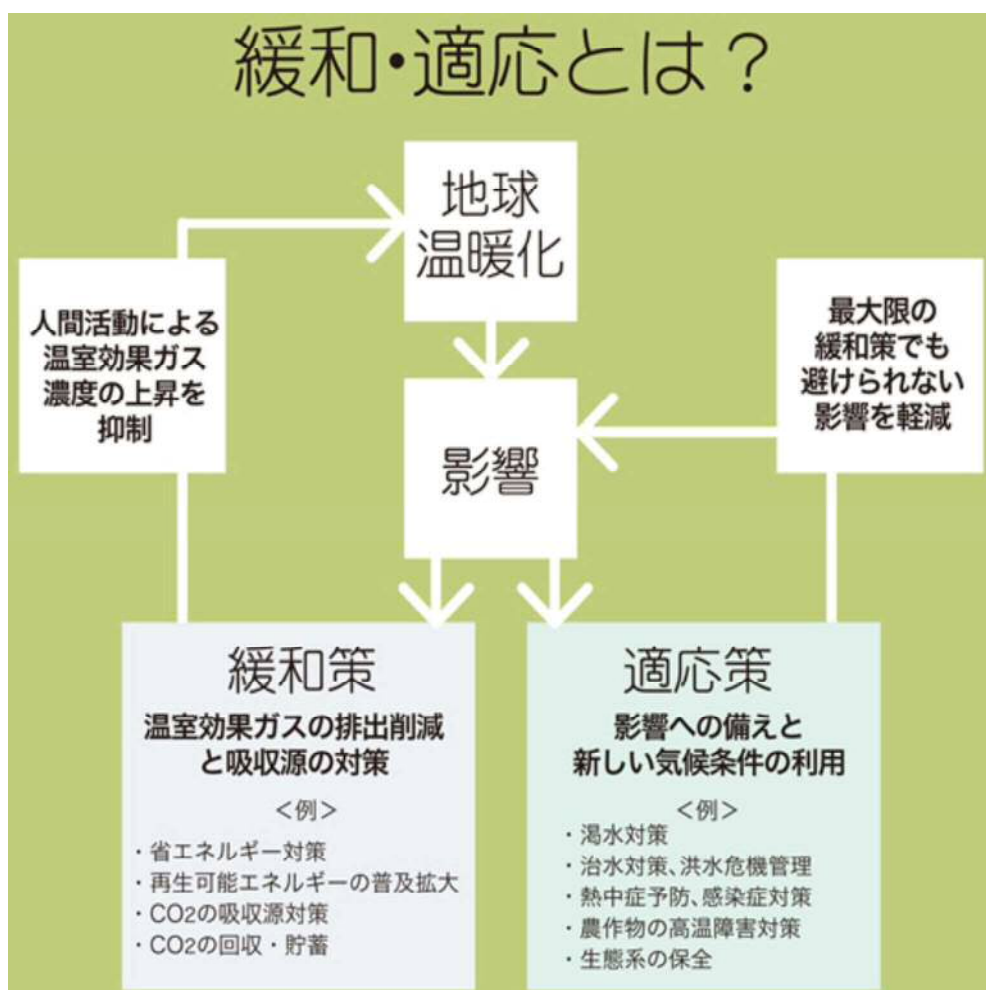 緩和・適応とは？
地球
温暖化
人間活動による
温室効果ガス
濃度の上昇を
抑制
最大限の
緩和策でも
避けられない
影響を軽減
影響
緩和策
温室効果ガスの排出削減
と吸収源の対策
＜例＞
・省エネルギー対策
・再生可能エネルギーの普及拡大
・CO2の吸収源対策
・CO2の回収・貯蓄
適応策
影響への備えと
新しい気候条件の利用
＜例＞
・渇水対策
・治水対策、洪水危機管理
・熱中症予防、感染症対策
・農作物の高温障害対策
・生態系の保全